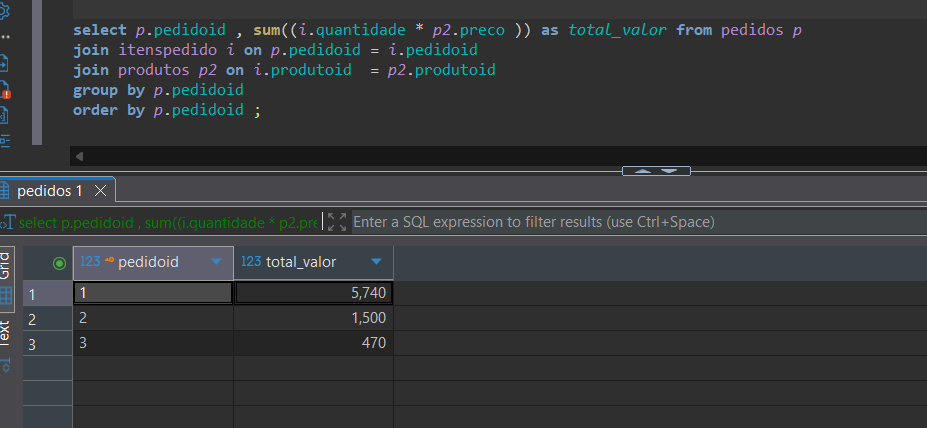 select p.pedidoid , sum((i.quantidade * p2.preco )) as total_valor from pedidos p
join itenspedido i on p.pedidoid = i.pedidoid
join produtos p2 on i.produtoid  = p2.produtoid
group by p.pedidoid
order by p.pedidoid ;
pedidos 1
select p.pedidoid , sum((i.quantidade * p2.pre Enter a SQL expression to filter results (use Ctrl+Space)
Grid
Text
123 pedidoid 123 total_valor
1 1 5,740
2 2 1,500
3 3 470